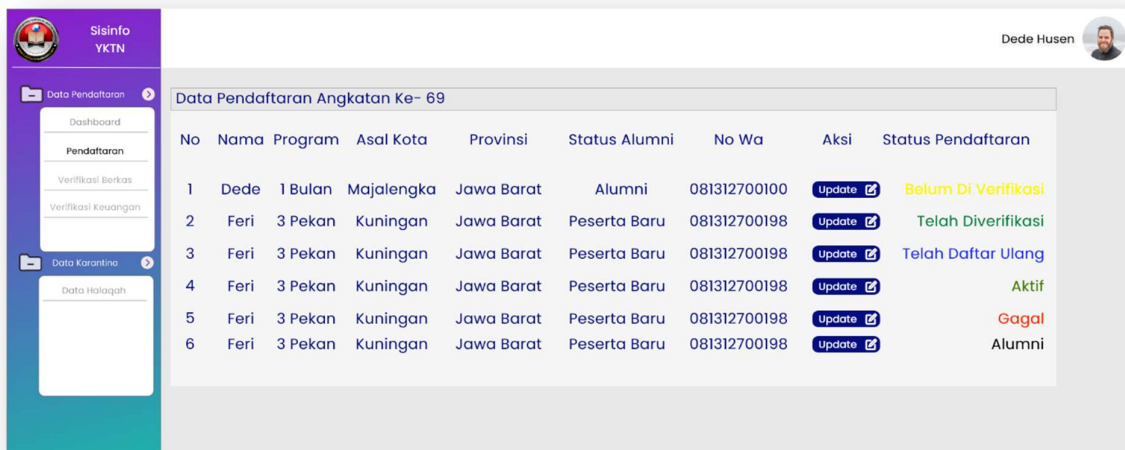 Sisinfo
YKTN
Dede Husen
Data Pendaftaran
Dashboard
Pendaftaran
Verifikasi Berkas
Verifikasi Keuangan
Data Karantina
Data Halaqah
Data Pendaftaran Angkatan Ke- 69
No Nama Program Asal Kota Provinsi Status Alumni No Wa Aksi Status Pendaftaran
1 Dede 1 Bulan Majalengka Jawa Barat Alumni 081312700100 Update Belum Di Verifikasi
2 Feri 3 Pekan Kuningan Jawa Barat Peserta Baru 081312700198 Update Telah Diverifikasi
3 Feri 3 Pekan Kuningan Jawa Barat Peserta Baru 081312700198 Update Telah Daftar Ulang
4 Feri 3 Pekan Kuningan Jawa Barat Peserta Baru 081312700198 Update Aktif
5 Feri 3 Pekan Kuningan Jawa Barat Peserta Baru 081312700198 Update Gagal
6 Feri 3 Pekan Kuningan Jawa Barat Peserta Baru 081312700198 Update Alumni